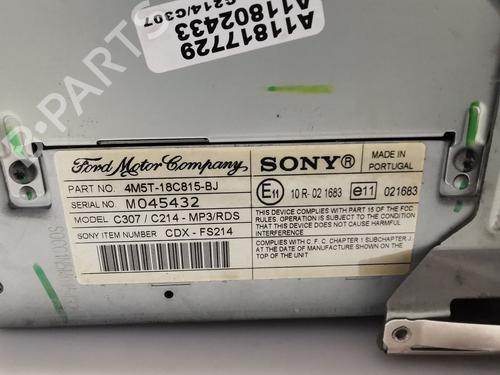 A11817729
A11802433
C214/C307
B-PARTS
Ford Motor Company
PART NO. 4M5T-18C815-BJ
SERIAL NO. M045432
MODEL C307 / C214 - MP3/RDS
SONY ITEM NUMBER CDX - FS214
SONY®
MADE IN
PORTUGAL
E11 10 R- 02 1683 e11 021683
THIS DEVICE COMPLIES WITH PART 15 OF THE FCC
RULES. OPERATION IS SUBJECT TO THE CONDITION THAT
THIS DEVICE DOES NOT CAUSE HARMFUL
INTERFERENCE
COMPLIES WITH C. F. C. CHAPTER 1 SUBCHAPTER J.
AT THE DATE OF MANUFACTURE SHOWN ON THE
UNIT